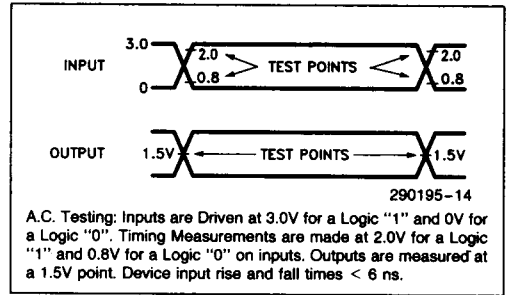 3.0
INPUT
2.0
0.8
TEST POINTS
2.0
0.8
0
OUTPUT
1.5V
TEST POINTS
1.5V
290195-14
A.C. Testing: Inputs are Driven at 3.0V for a Logic "1" and 0V for
a Logic "0". Timing Measurements are made at 2.0V for a Logic
"1" and 0.8V for a Logic "0" on inputs. Outputs are measured at
a 1.5V point. Device input rise and fall times < 6 ns.